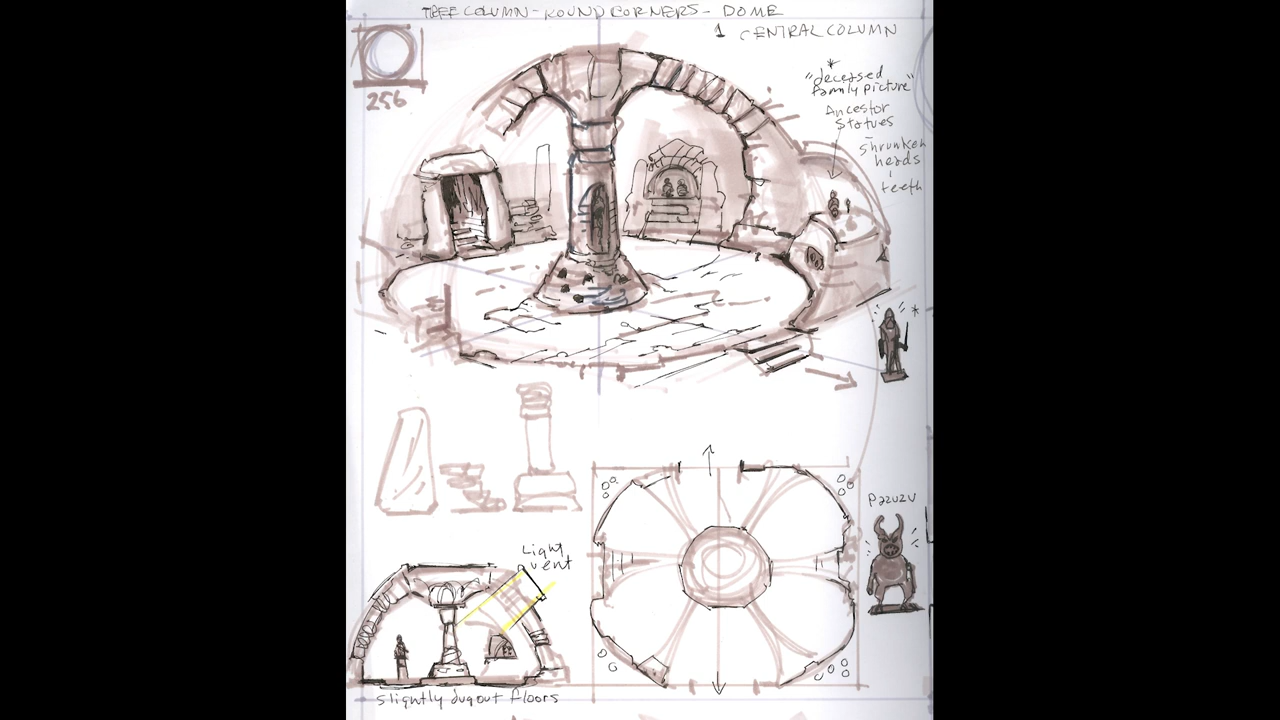 TREE COLUMN - ROUND CORNERS - DOME
1 CENTRAL COLUMN
256
*
"deceased
family picture"
Ancestor
Statues
-
shrunken
heads
teeth
*
Pazuzu
Light
vent
slightly dugout floors